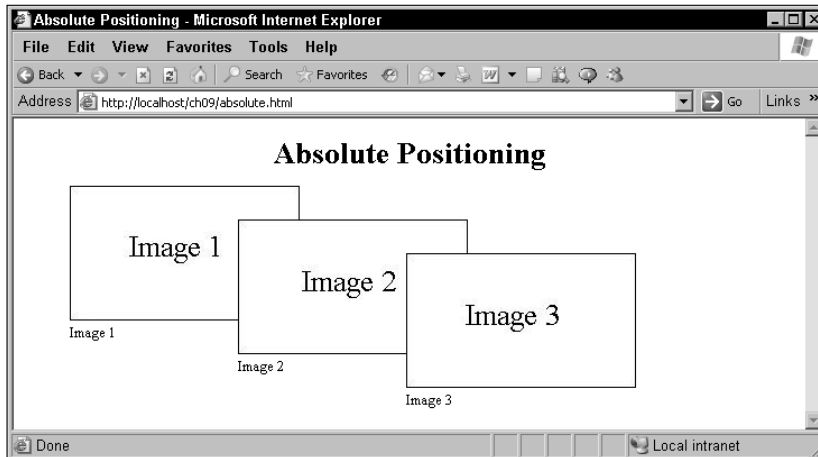 Absolute Positioning - Microsoft Internet Explorer
File Edit View Favorites Tools Help
Back Search Favorites W
Address http://localhost/ch09/absolute.html Go Links »
Absolute Positioning
Image 1
Image 2
Image 3
Image 1
Image 2
Image 3
Done Local intranet